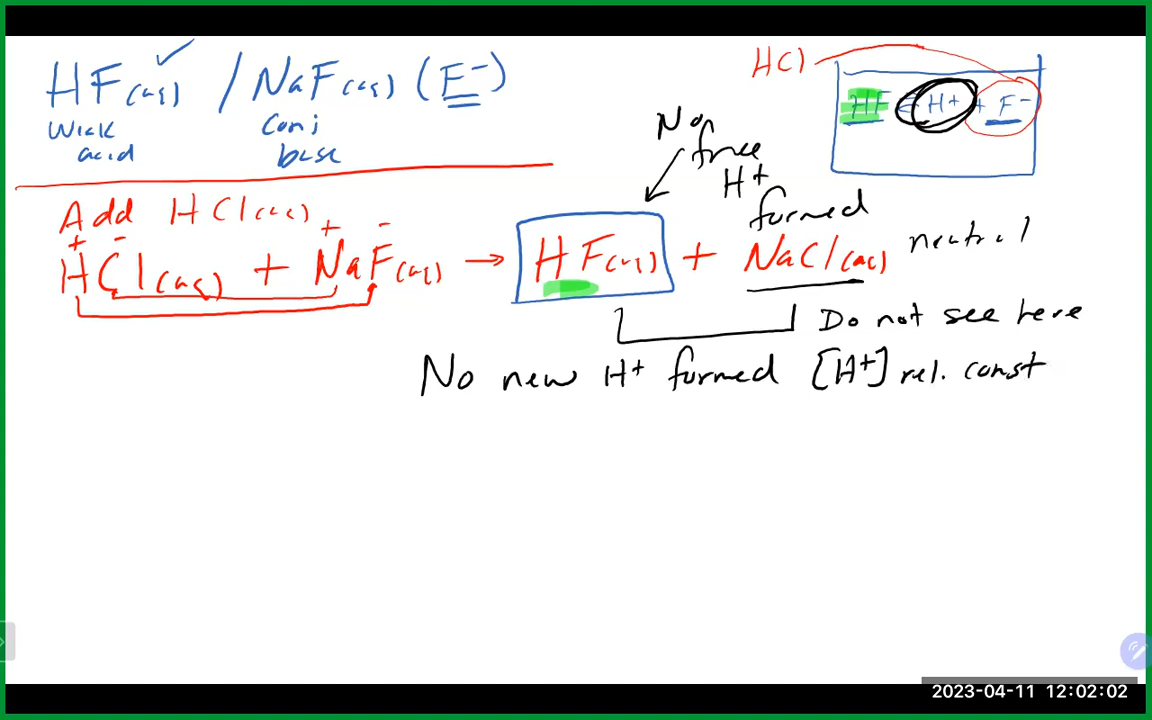 HF(aq) / NaF(aq) (F-)
weak acid
Conj base
HCl
HF ⇌ H+ + F-
No free H+ formed
Add HCl(aq)
+ - + -
HCl(aq) + NaF(aq) → HF(aq) + NaCl(aq) neutral
Do not see here
No new H+ formed [H+] rel. const
2023-04-11 12:02:02